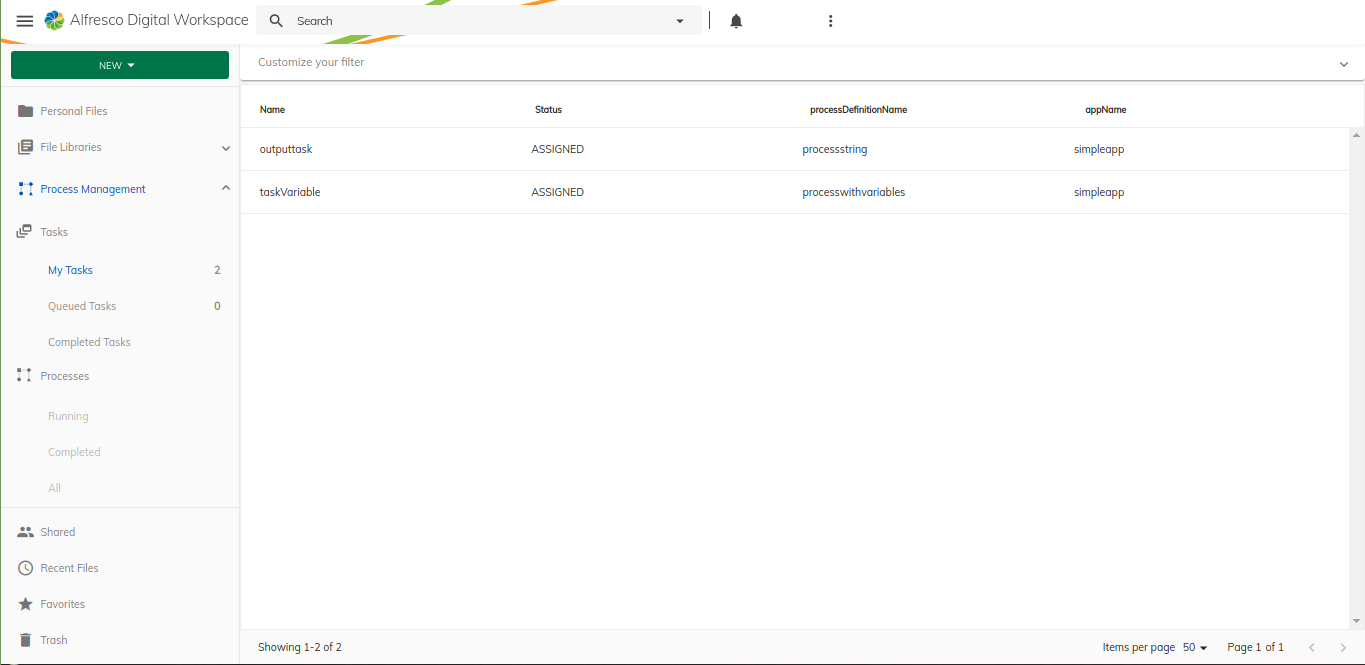 Alfresco Digital Workspace
Search
NEW
Customize your filter
Personal Files
File Libraries
Process Management
Tasks
My Tasks 2
Queued Tasks 0
Completed Tasks
Processes
Running
Completed
All
Shared
Recent Files
Favorites
Trash
Name Status processDefinitionName appName
outputtask ASSIGNED processstring simpleapp
taskVariable ASSIGNED processwithvariables simpleapp
Showing 1-2 of 2 Items per page 50 Page 1 of 1